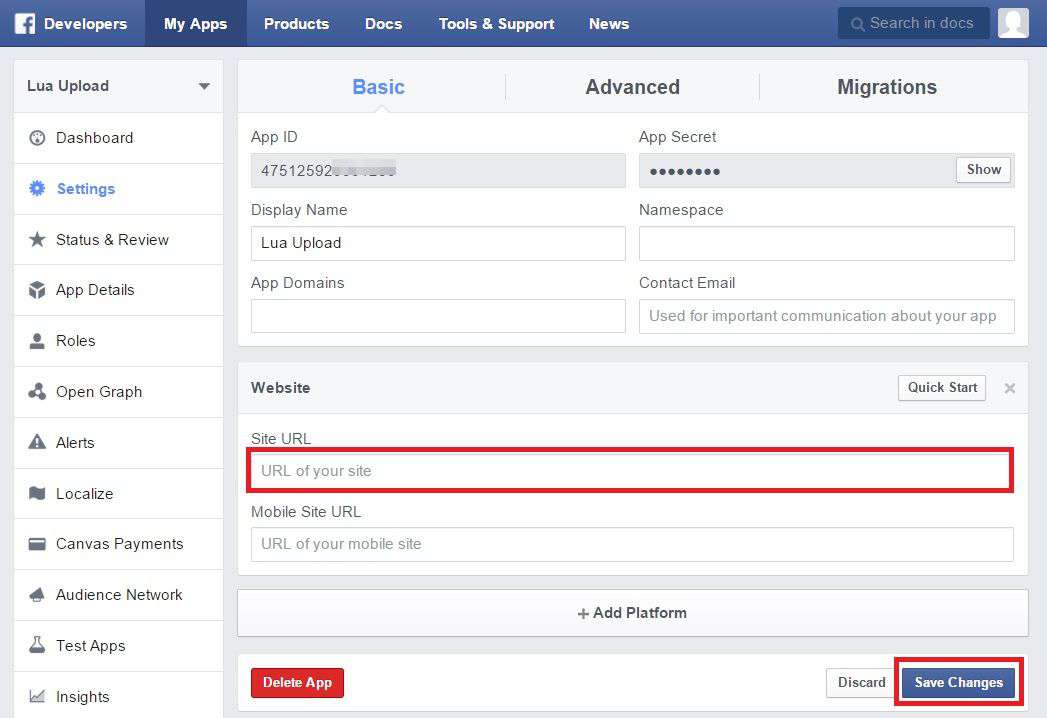 f Developers My Apps Products Docs Tools & Support News Search in docs
Lua Upload
Dashboard
Settings
Status & Review
App Details
Roles
Open Graph
Alerts
Localize
Canvas Payments
Audience Network
Test Apps
Insights
Basic Advanced Migrations
App ID App Secret
47512592 •••••••• Show
Display Name Namespace
Lua Upload
App Domains Contact Email
Used for important communication about your app
Website Quick Start ×
Site URL
URL of your site
Mobile Site URL
URL of your mobile site
+ Add Platform
Delete App Discard Save Changes